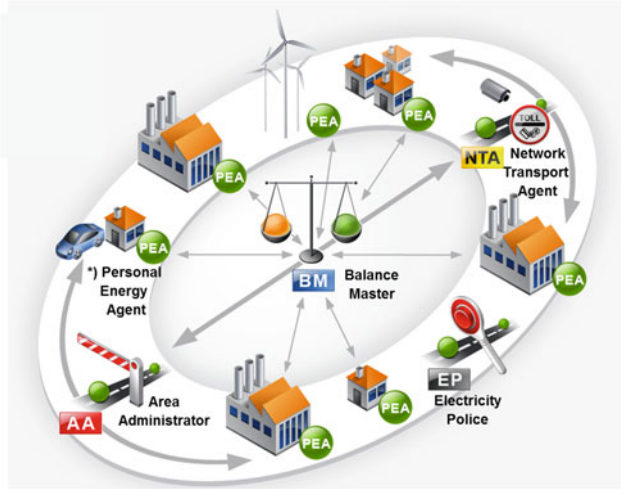 PEA
PEA
TOLL
NTA
Network
Transport
Agent
PEA
PEA
*) Personal
Energy
Agent
BM
Balance
Master
PEA
AA
Area
Administrator
EP
Electricity
Police
PEA
PEA